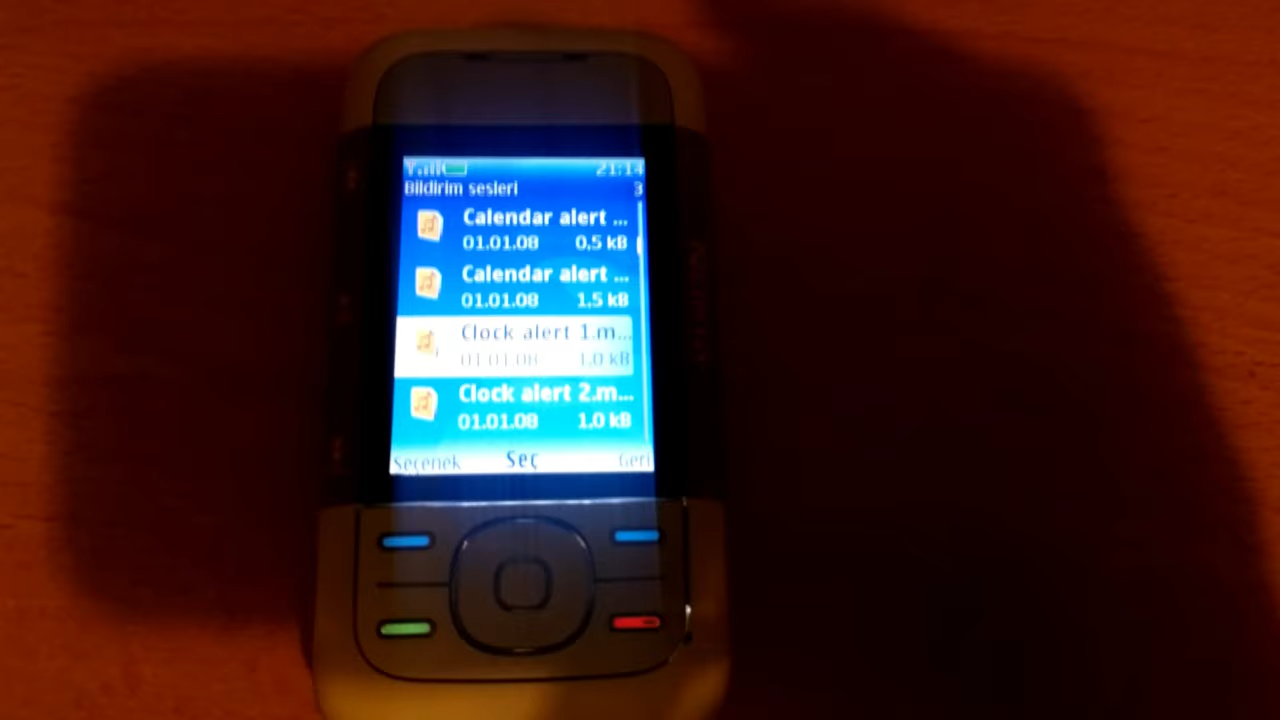 21:14
Bildirim sesleri 3
Calendar alert ...
01.01.08 0,5 kB
Calendar alert ...
01.01.08 1,5 kB
Clock alert 1.m...
01.01.08 1,0 kB
Clock alert 2.m...
01.01.08 1,0 kB
Seçenek Seç Geri